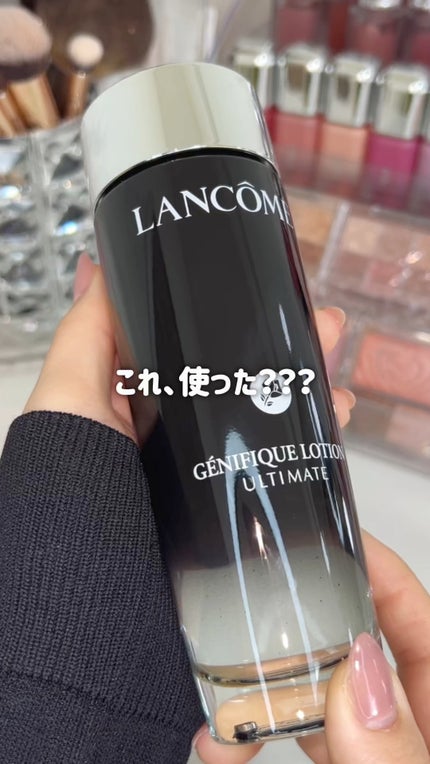 LANCÔME
これ、使った???
GÉNIFIQUE LOTION
ULTIMATE